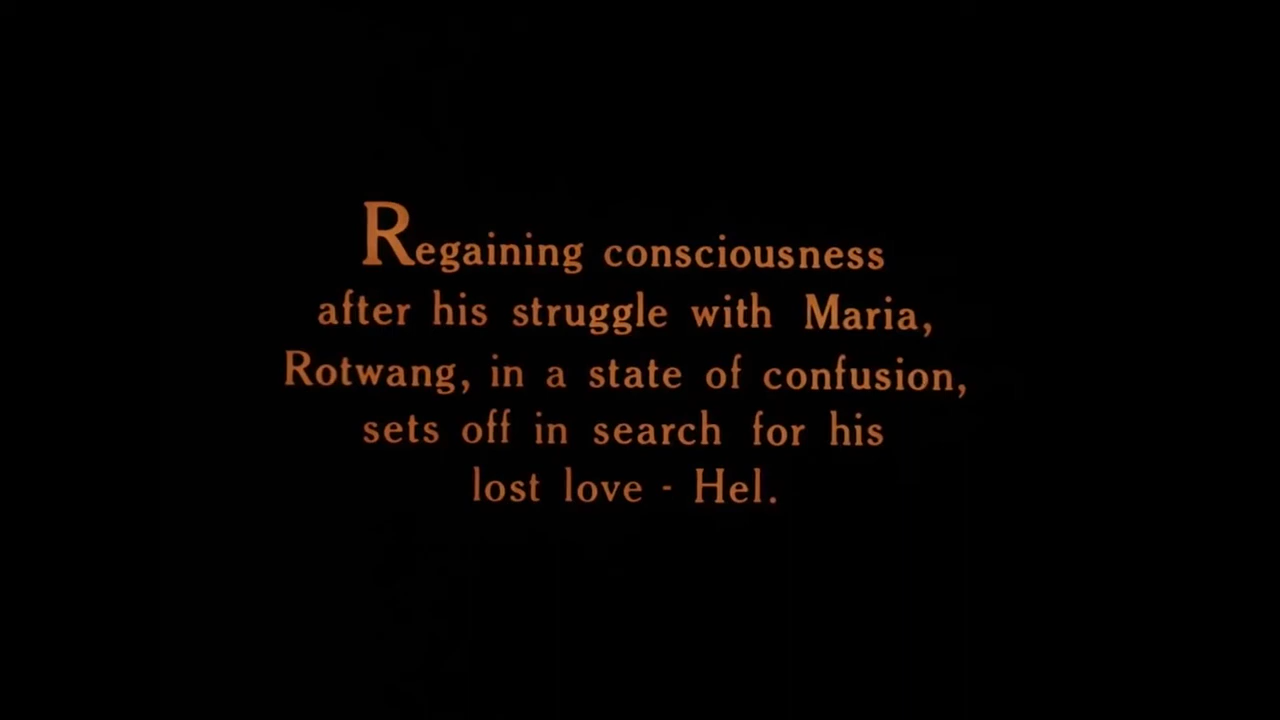 Regaining consciousness
after his struggle with Maria,
Rotwang, in a state of confusion,
sets off in search for his
lost love - Hel.